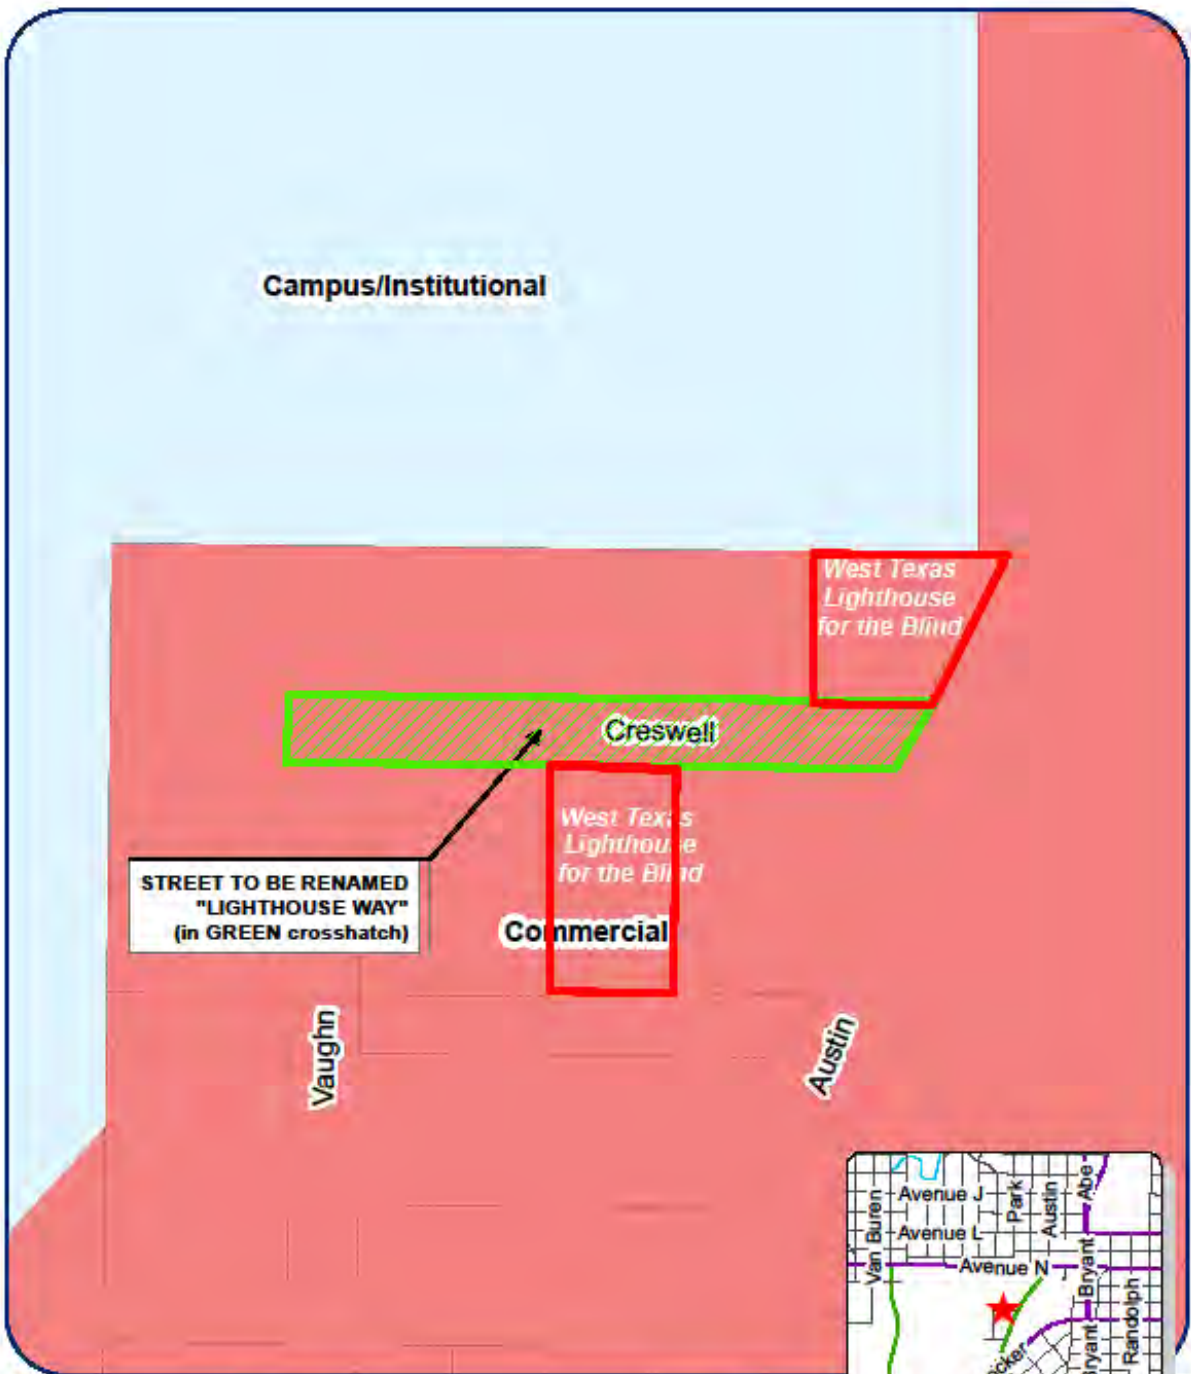 Campus/Institutional
West Texas
Lighthouse
for the Blind
Creswell
West Texas
Lighthouse
for the Blind
STREET TO BE RENAMED
"LIGHTHOUSE WAY"
(in GREEN crosshatch)
Commercial
Vaughn
Austin
Avenue J
Park
Austin
Abe
Van Buren
Avenue L
Avenue N
Bryant
Randolph